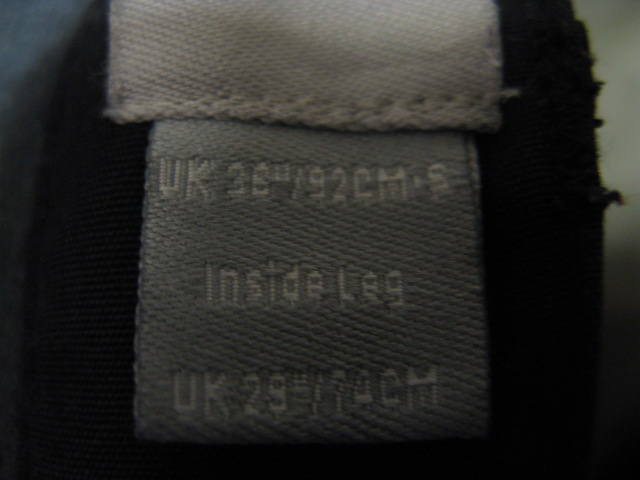 UK 36"/92CM·S
Inside Leg
UK 29"/74CM